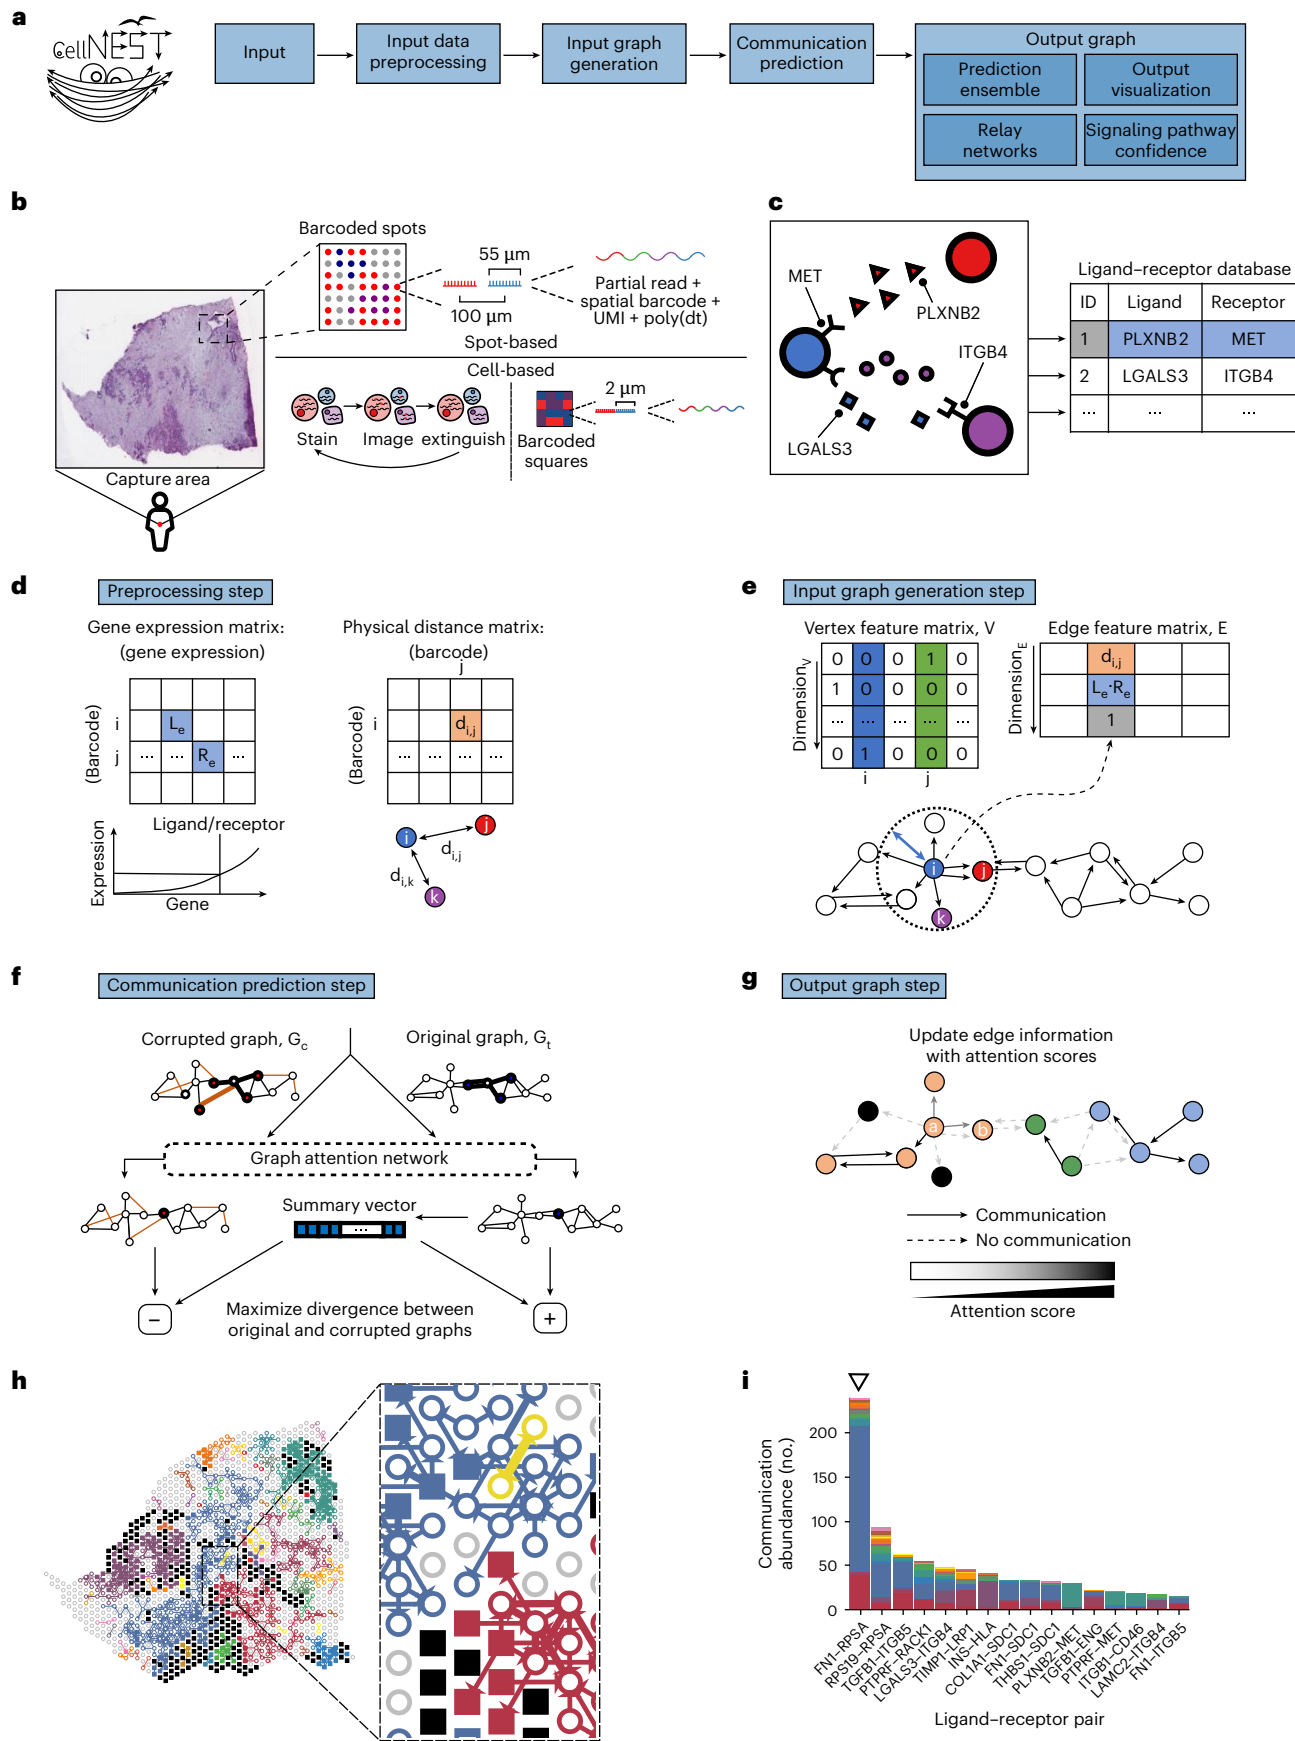 a
cellNEST
Input
Input data
preprocessing
Input graph
generation
Communication
prediction
Output graph
Prediction
ensemble
Output
visualization
Relay
networks
Signaling pathway
confidence
b
Barcoded spots
55 µm
100 µm
Partial read +
spatial barcode +
UMI + poly(dt)
Spot-based
Cell-based
Stain
Image
extinguish
2 µm
Barcoded
squares
Capture area
c
MET
PLXNB2
ITGB4
LGALS3
Ligand–receptor database
ID Ligand Receptor
1 PLXNB2 MET
2 LGALS3 ITGB4
... ... ...
d
Preprocessing step
Gene expression matrix:
(gene expression)
(Barcode)
i
j
Le
... ... Re ...
Expression
Ligand/receptor
Gene
Physical distance matrix:
(barcode)
j
(Barcode)
i
di,j
... ... ... ...
i
j
k
di,j
di,k
e
Input graph generation step
Vertex feature matrix, V
DimensionV
0 0 0 1 0
1 0 0 0 0
... ... ... ... ...
0 1 0 0 0
i
j
Edge feature matrix, E
DimensionE
di,j
Le·Re
1
i
j
k
f
Communication prediction step
Corrupted graph, Gc
Original graph, Gt
Graph attention network
Summary vector
...
−
+
Maximize divergence between
original and corrupted graphs
g
Output graph step
Update edge information
with attention scores
a
b
Communication
No communication
Attention score
h
i
Communication
abundance (no.)
200
150
100
50
0
FN1–RPSA
RPS19–RPSA
TGFB1–ITGB5
PTPRF–RACK1
LGALS3–ITGB4
TIMP1–LRP1
INS–HLA
COL1A1–SDC1
FN1–SDC1
THBS1–SDC1
PLXNB2–MET
TGFB1–ENG
PTPRF–MET
ITGB1–CD46
LAMC2–ITGB4
FN1–ITGB5
Ligand–receptor pair